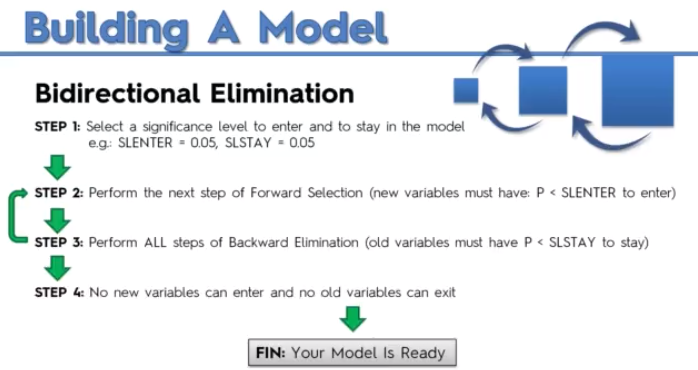 Building A Model
Bidirectional Elimination
STEP 1: Select a significance level to enter and to stay in the model
e.g.: SLENTER = 0.05, SLSTAY = 0.05
STEP 2: Perform the next step of Forward Selection (new variables must have: P < SLENTER to enter)
STEP 3: Perform ALL steps of Backward Elimination (old variables must have P < SLSTAY to stay)
STEP 4: No new variables can enter and no old variables can exit
FIN: Your Model Is Ready